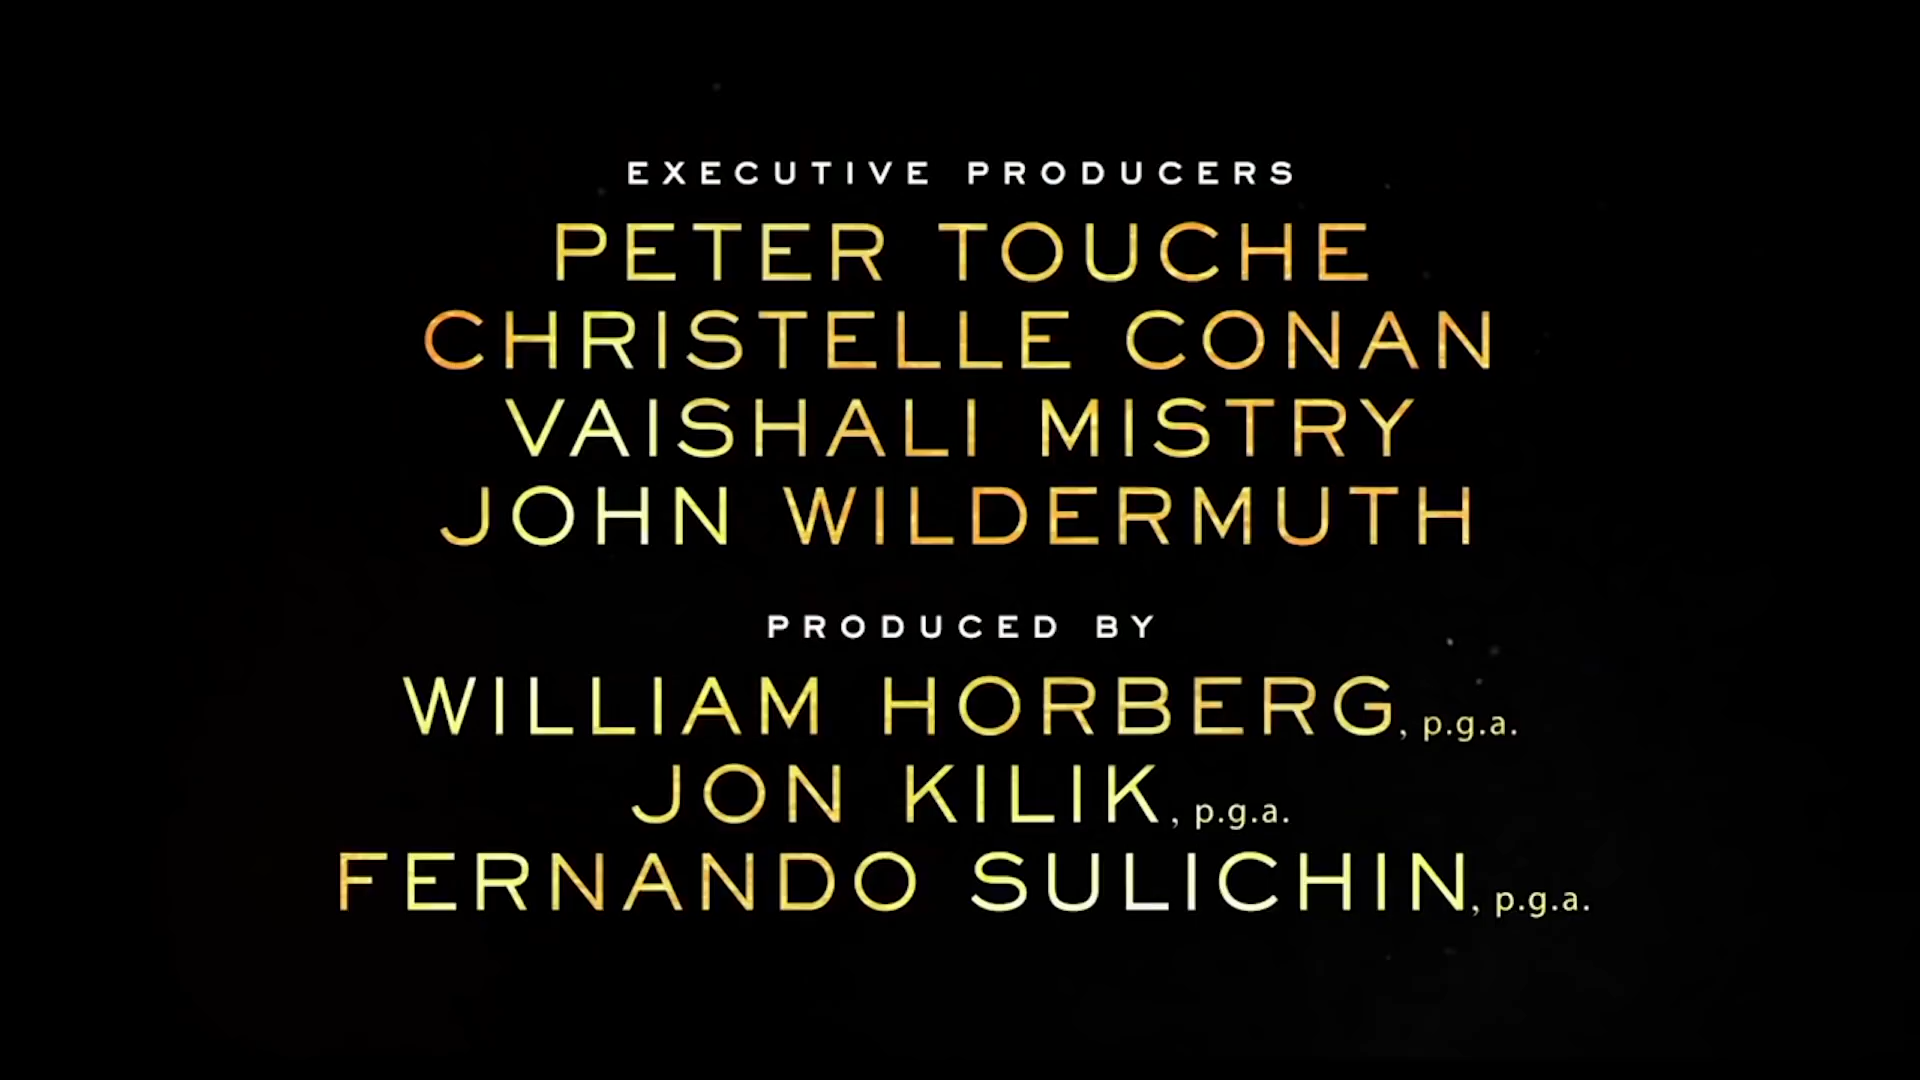 EXECUTIVE PRODUCERS
PETER TOUCHE
CHRISTELLE CONAN
VAISHALI MISTRY
JOHN WILDERMUTH
PRODUCED BY
WILLIAM HORBERG, p.g.a.
JON KILIK, p.g.a.
FERNANDO SULICHIN, p.g.a.